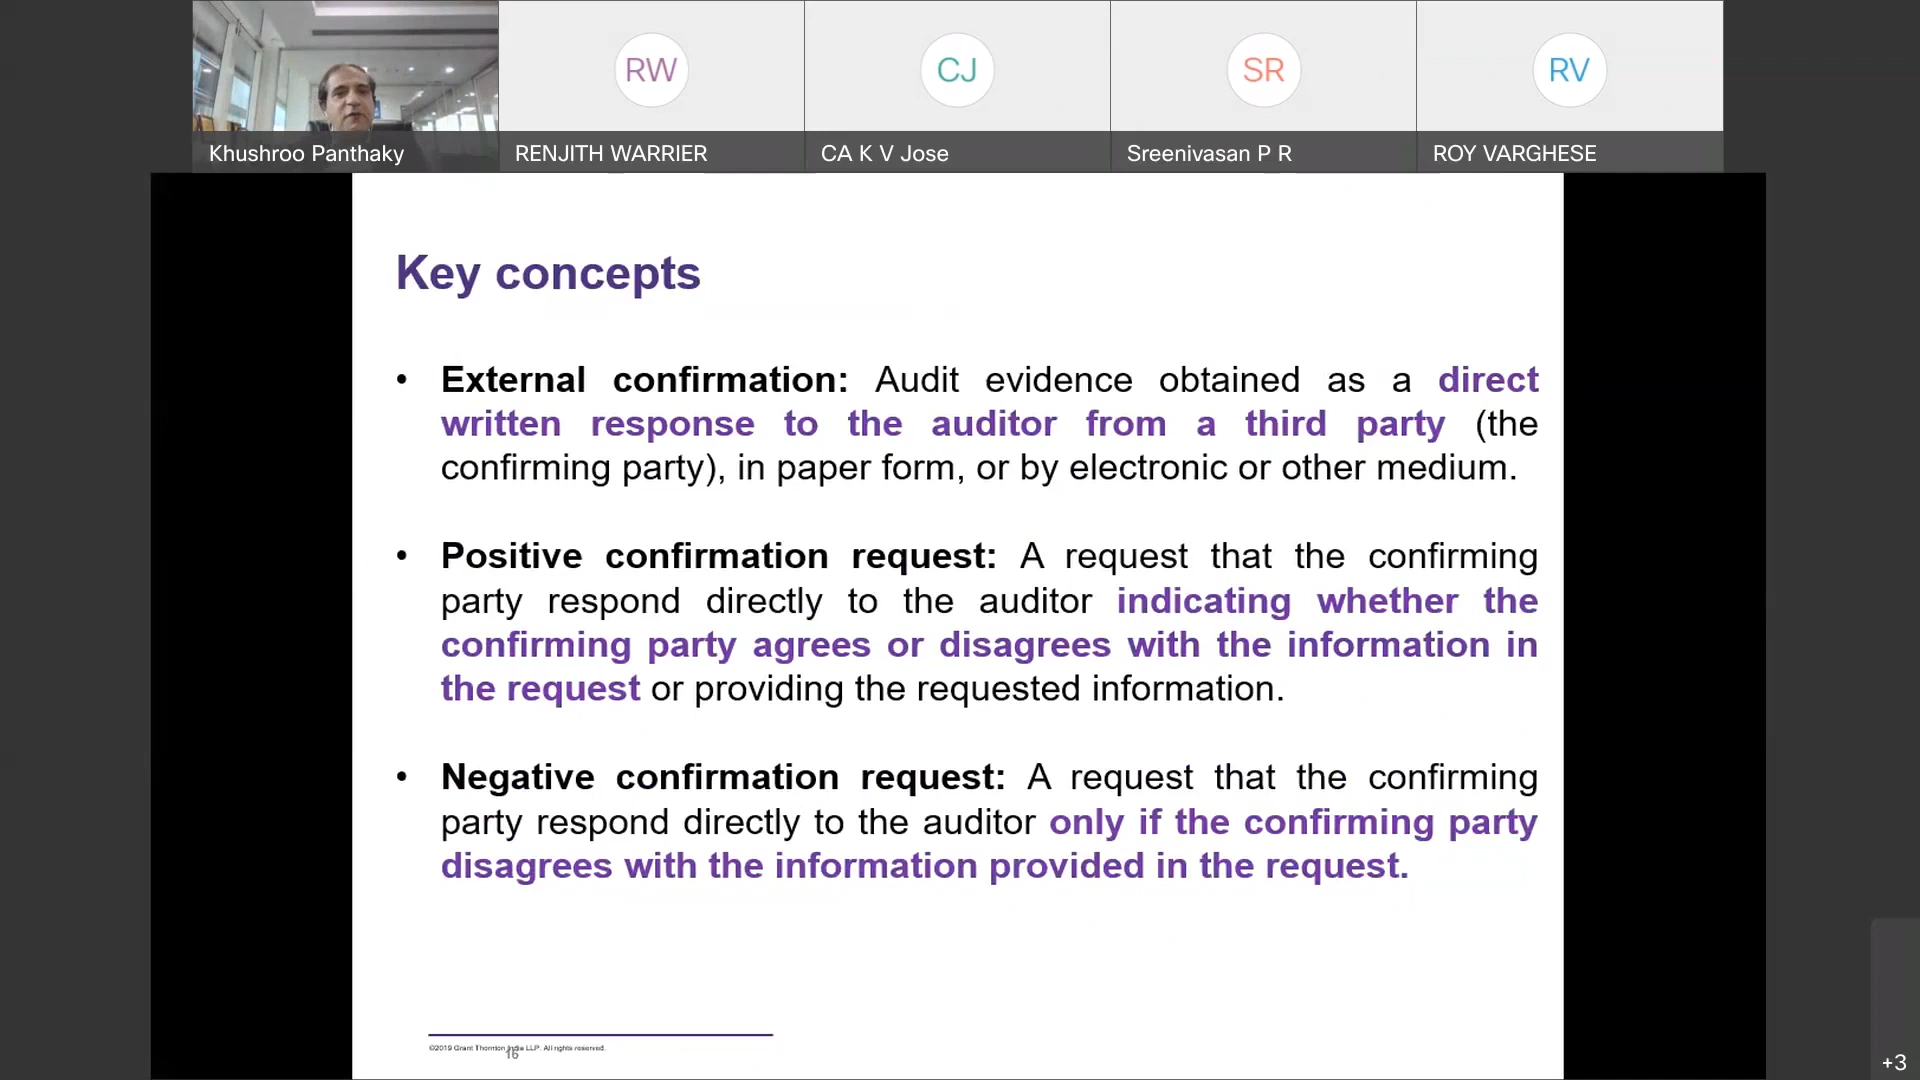 RW
CJ
SR
RV
Khushroo Panthaky
RENJITH WARRIER
CA K V Jose
Sreenivasan P R
ROY VARGHESE
Key concepts
• External confirmation: Audit evidence obtained as a direct
written response to the auditor from a third party (the
confirming party), in paper form, or by electronic or other medium.
• Positive confirmation request: A request that the confirming
party respond directly to the auditor indicating whether the
confirming party agrees or disagrees with the information in
the request or providing the requested information.
• Negative confirmation request: A request that the confirming
party respond directly to the auditor only if the confirming party
disagrees with the information provided in the request.
©2019 Grant Thornton India LLP. All rights reserved.
16
+3